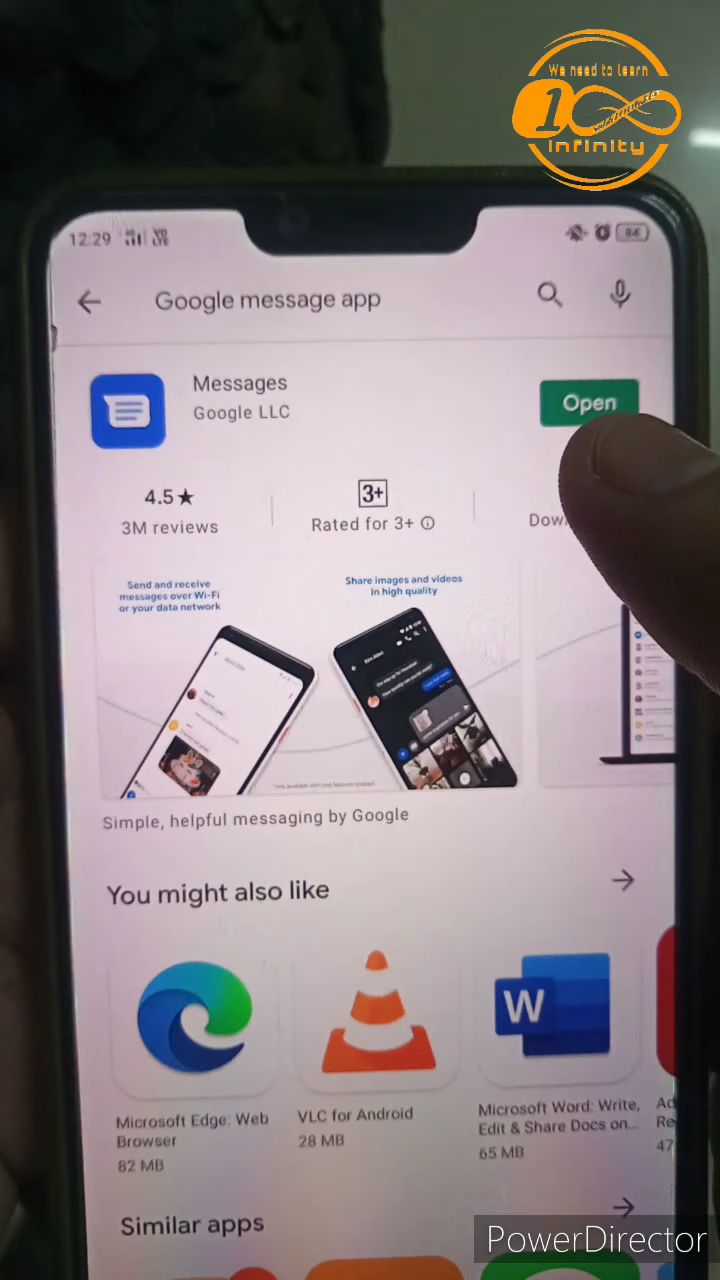 We need to learn
100
infinity
12:29
84
Google message app
Messages
Google LLC
Open
4.5★
3M reviews
3+
Rated for 3+
Send and receive
messages over Wi-Fi
or your data network
Share images and videos
in high quality
Simple, helpful messaging by Google
You might also like
W
Microsoft Edge: Web
Browser
82 MB
VLC for Android
28 MB
Microsoft Word: Write,
Edit & Share Docs on...
65 MB
47
Similar apps
PowerDirector